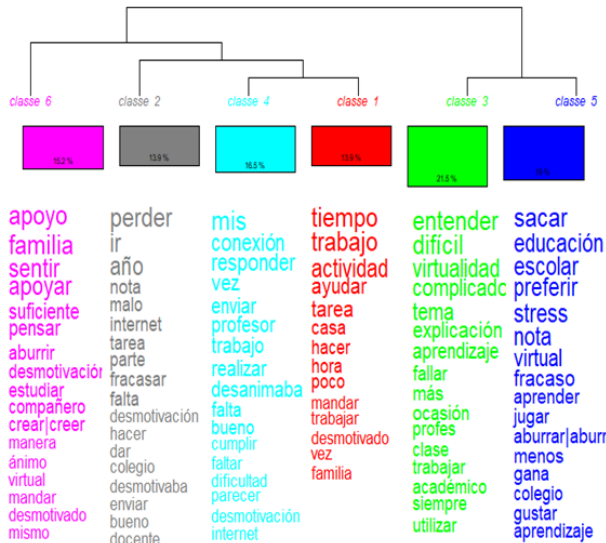 classe 6
classe 2
classe 4
classe 1
classe 3
classe 5
13,9 %
16,5 %
21,5 %
apoyo
familia
sentir
apoyar
suficiente
pensar
aburrir
desmotivación
estudiar
compañero
crear|creer
manera
ánimo
virtual
mandar
desmotivado
mismo
perder
ir
año
nota
malo
internet
tarea
parte
fracasar
falta
desmotivación
hacer
dar
colegio
desmotivaba
enviar
bueno
docente
mis
conexión
responder
vez
enviar
profesor
trabajo
realizar
desanimaba
falta
bueno
cumplir
faltar
dificultad
parecer
desmotivación
internet
tiempo
trabajo
actividad
ayudar
tarea
casa
hacer
hora
poco
mandar
trabajar
desmotivado
vez
familia
entender
difícil
virtualidad
complicado
tema
explicación
aprendizaje
fallar
más
ocasión
profes
clase
trabajar
académico
siempre
utilizar
sacar
educación
escolar
preferir
stress
nota
virtual
fracaso
aprender
jugar
aburrar|aburr
menos
gana
colegio
gustar
aprendizaje